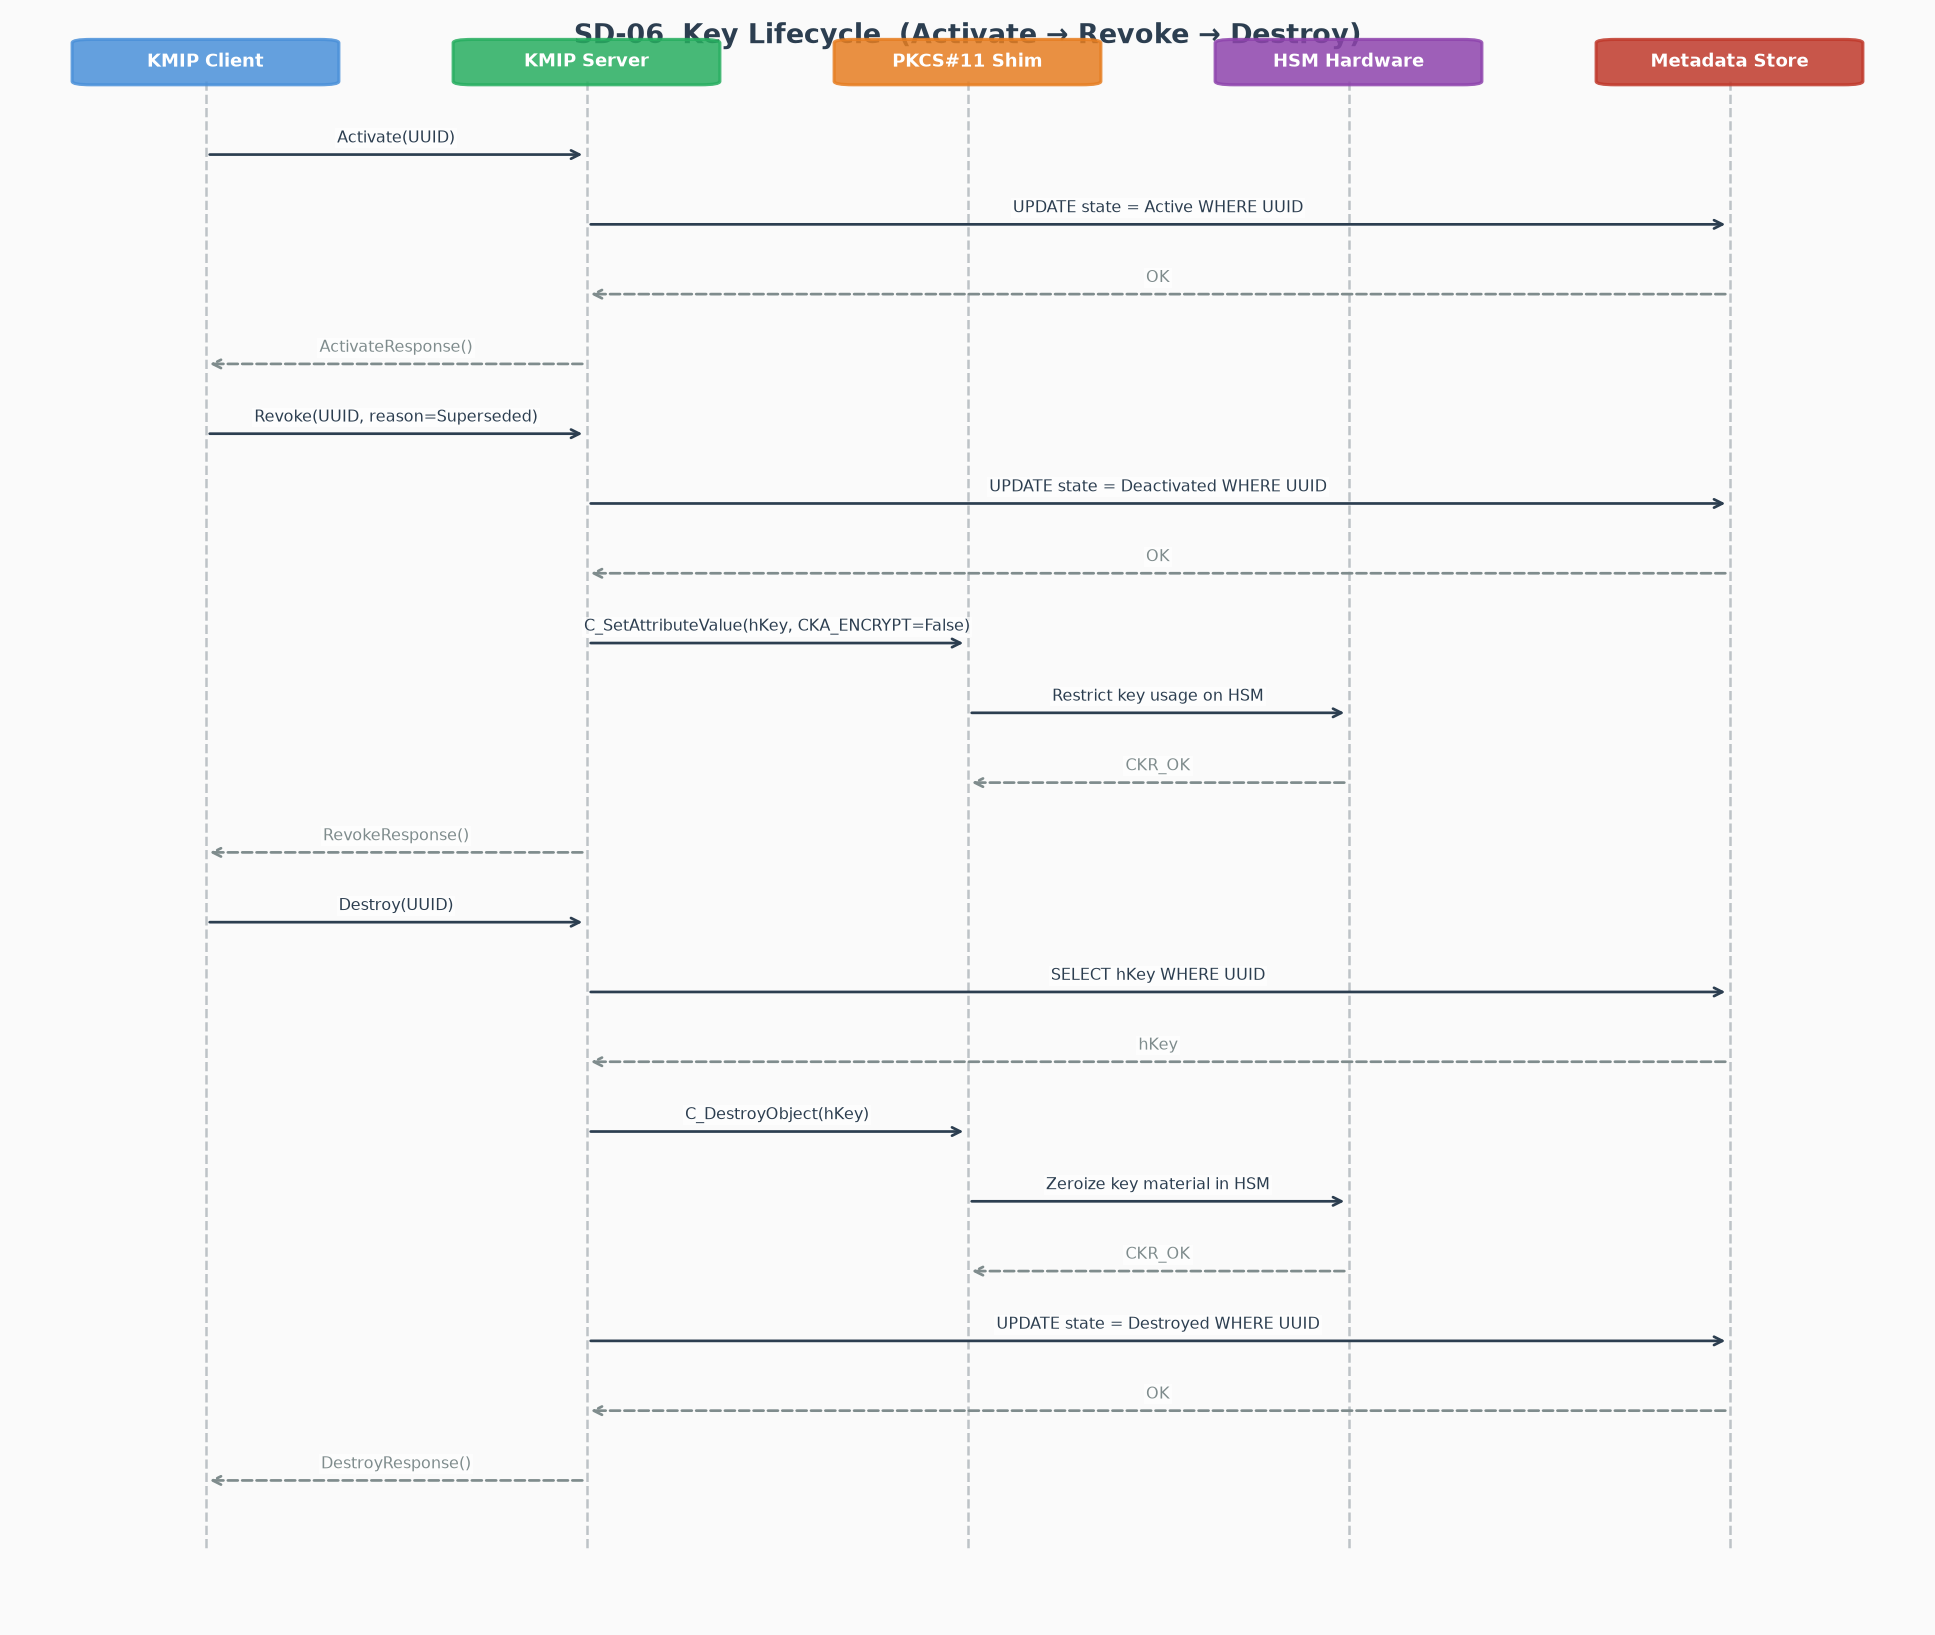 SD-06  Key Lifecycle  (Activate → Revoke → Destroy)
KMIP Client
KMIP Server
PKCS#11 Shim
HSM Hardware
Metadata Store
Activate(UUID)
UPDATE state = Active WHERE UUID
OK
ActivateResponse()
Revoke(UUID, reason=Superseded)
UPDATE state = Deactivated WHERE UUID
OK
C_SetAttributeValue(hKey, CKA_ENCRYPT=False)
Restrict key usage on HSM
CKR_OK
RevokeResponse()
Destroy(UUID)
SELECT hKey WHERE UUID
hKey
C_DestroyObject(hKey)
Zeroize key material in HSM
CKR_OK
UPDATE state = Destroyed WHERE UUID
OK
DestroyResponse()